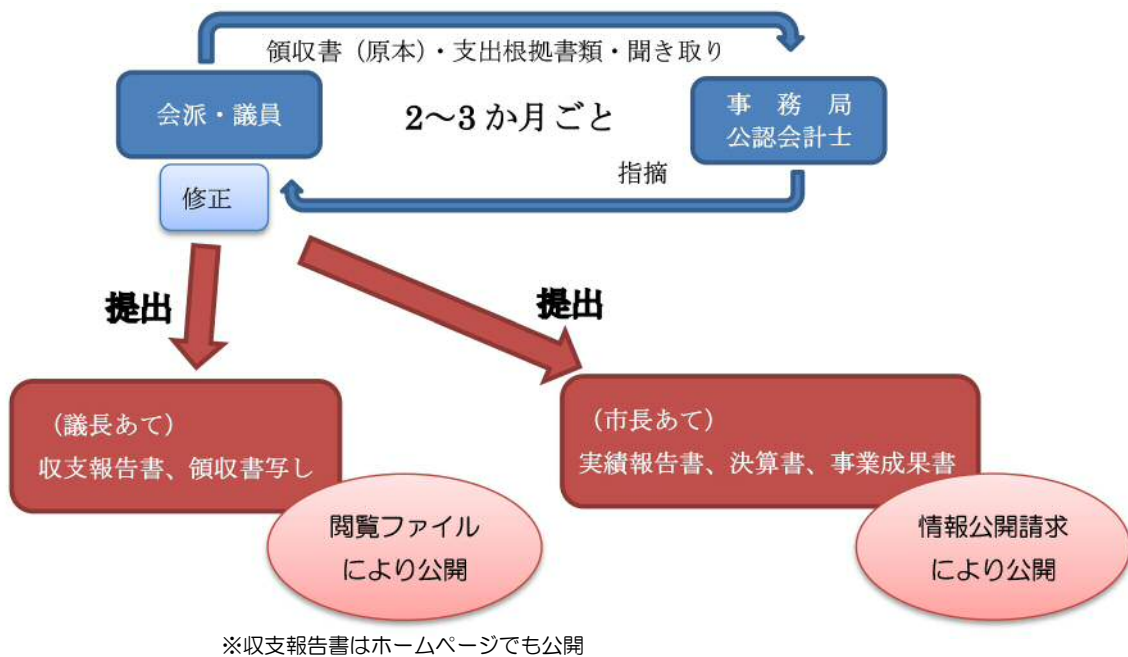 領収書（原本）・支出根拠書類・聞き取り
会派・議員
2〜3 か月ごと
事　務　局
公認会計士
指摘
修正
提出
提出
（議長あて）
収支報告書、領収書写し
（市長あて）
実績報告書、決算書、事業成果書
閲覧ファイル
により公開
情報公開請求
により公開
※収支報告書はホームページでも公開